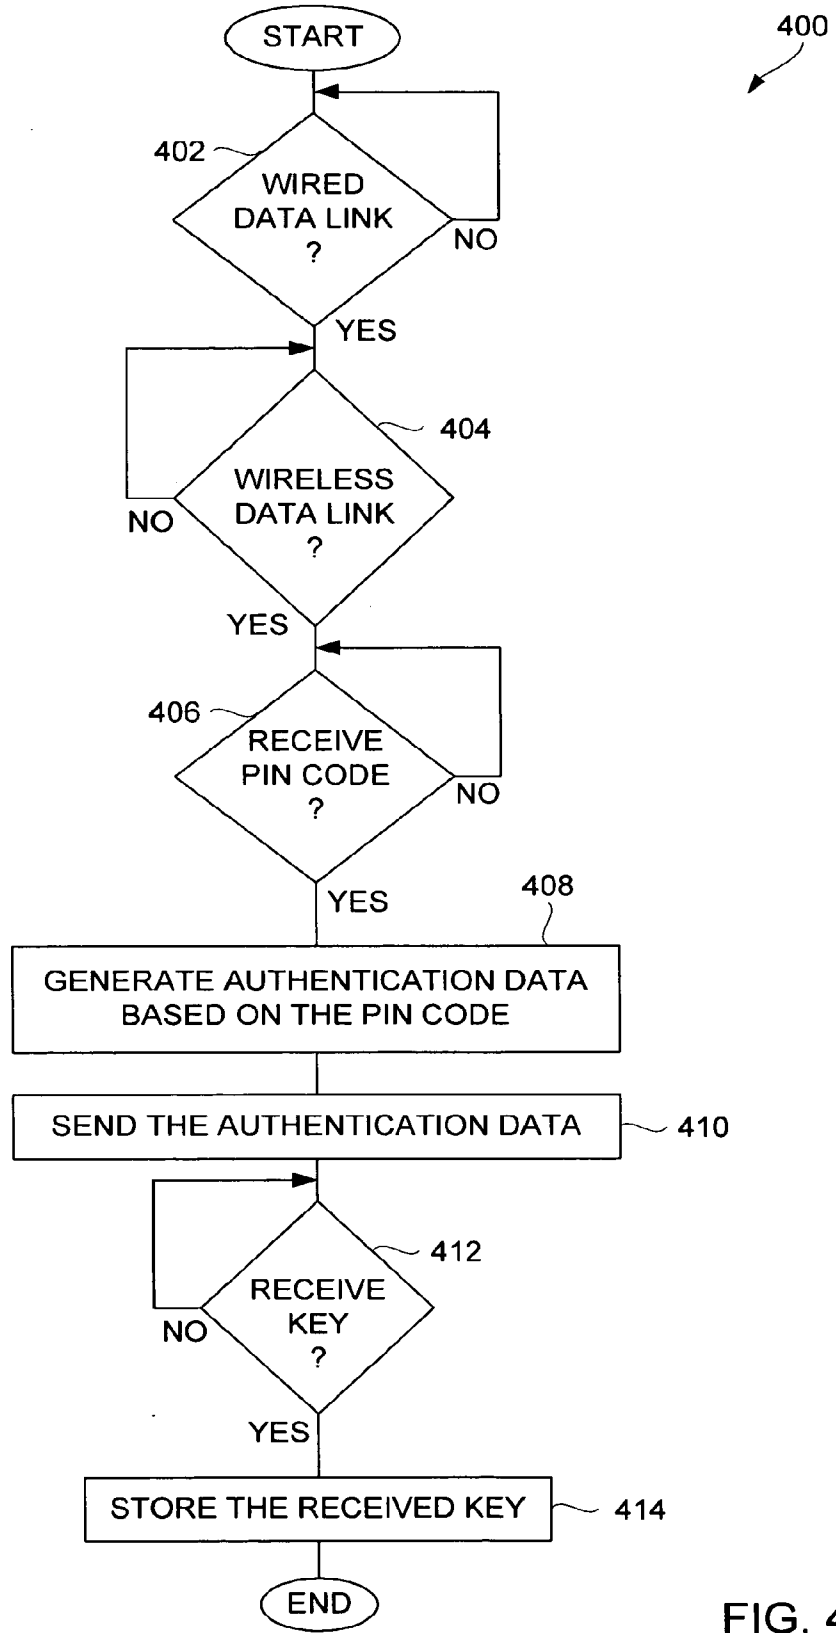 START
400
402
WIRED
DATA LINK
?
NO
YES
404
WIRELESS
DATA LINK
?
NO
YES
406
RECEIVE
PIN CODE
?
NO
YES
408
GENERATE AUTHENTICATION DATA
BASED ON THE PIN CODE
SEND THE AUTHENTICATION DATA
410
412
RECEIVE
KEY
?
NO
YES
STORE THE RECEIVED KEY
414
END
FIG. 4